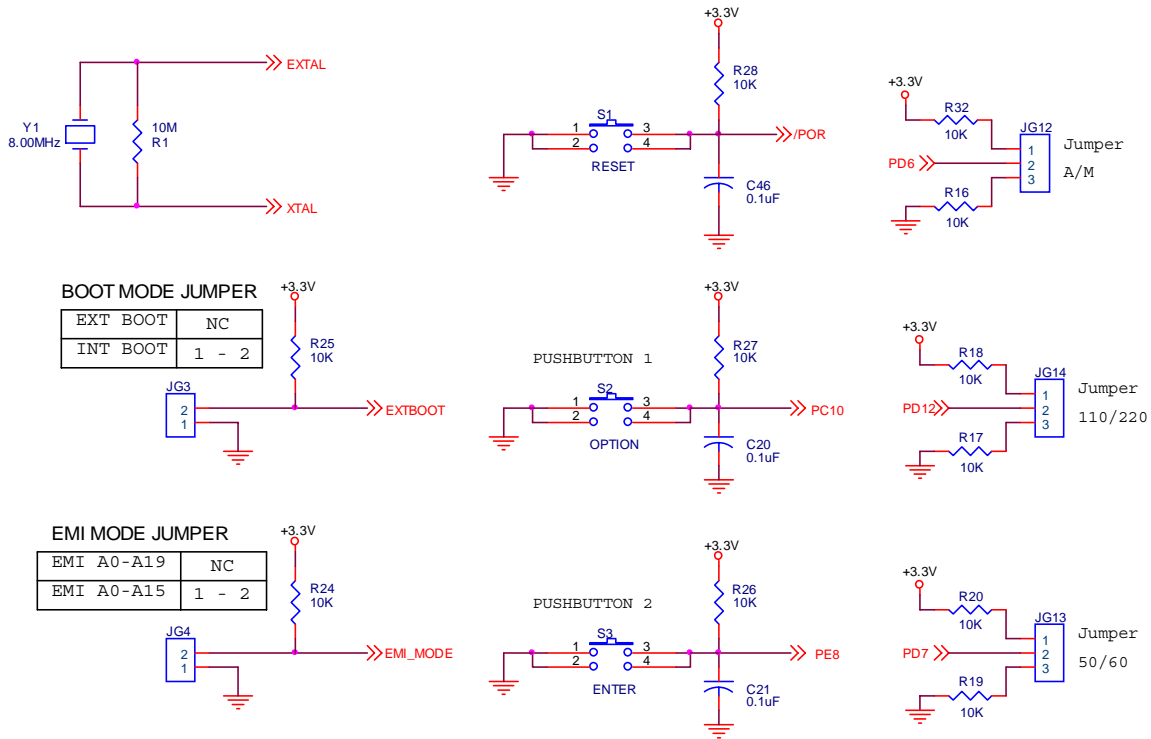 EXTAL
Y1
8.00MHz
10M
R1
XTAL
+3.3V
R28
10K
S1
1
2
3
4
RESET
/POR
C46
0.1uF
+3.3V
R32
10K
JG12
Jumper
A/M
PD6
1
2
3
R16
10K
BOOT MODE JUMPER
EXT BOOT NC
INT BOOT 1 - 2
+3.3V
R25
10K
JG3
2
1
EXTBOOT
+3.3V
R27
10K
PUSHBUTTON 1
S2
1
2
3
4
OPTION
PC10
C20
0.1uF
+3.3V
R18
10K
JG14
Jumper
110/220
PD12
1
2
3
R17
10K
EMI MODE JUMPER
EMI A0-A19 NC
EMI A0-A15 1 - 2
+3.3V
R24
10K
JG4
2
1
EMI_MODE
+3.3V
R26
10K
PUSHBUTTON 2
S3
1
2
3
4
ENTER
PE8
C21
0.1uF
+3.3V
R20
10K
JG13
Jumper
50/60
PD7
1
2
3
R19
10K